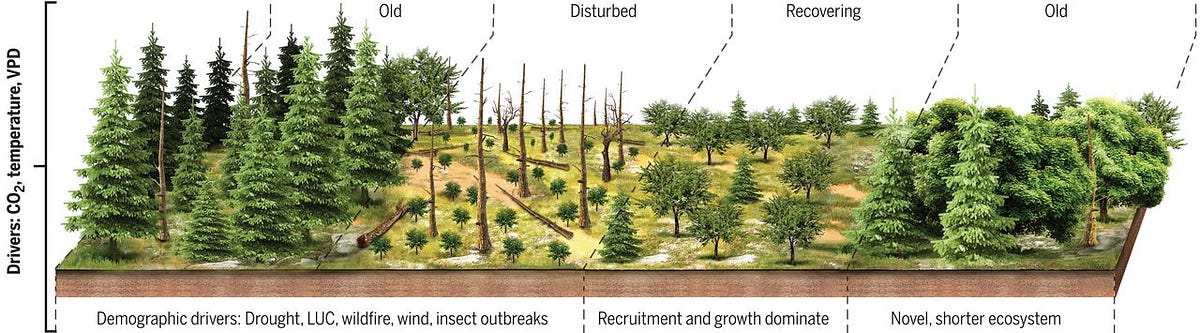 Old
Disturbed
Recovering
Old
Drivers: CO2, temperature, VPD
Demographic drivers: Drought, LUC, wildfire, wind, insect outbreaks
Recruitment and growth dominate
Novel, shorter ecosystem